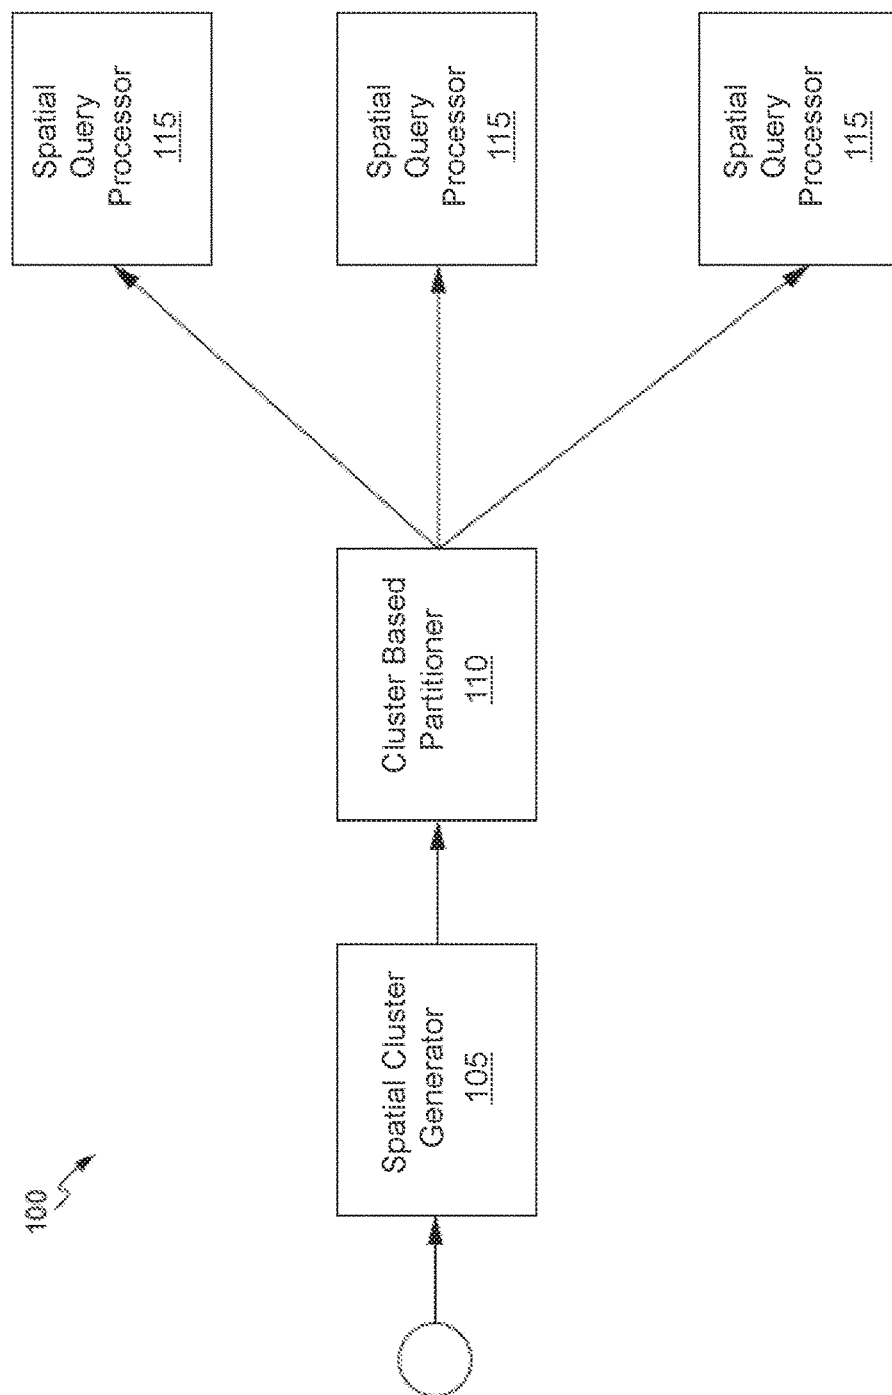 100
Spatial Cluster
Generator
105
Cluster Based
Partitioner
110
Spatial
Query
Processor
115
Spatial
Query
Processor
115
Spatial
Query
Processor
115